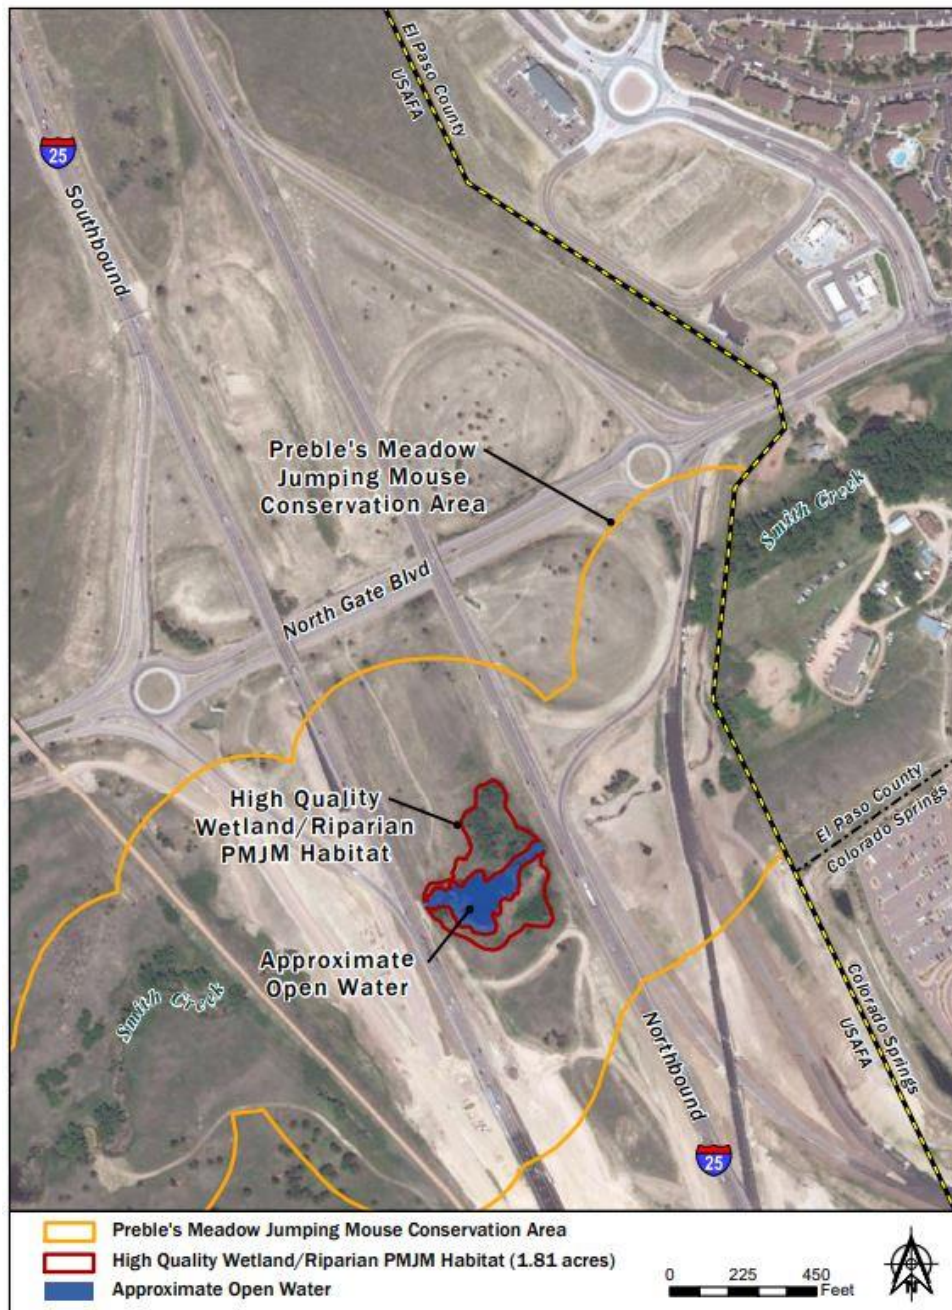 El Paso County
USAFA
25
Southbound
Preble's Meadow
Jumping Mouse
Conservation Area
Smith Creek
North Gate Blvd
High Quality
Wetland/Riparian
PMJM Habitat
El Paso County
Colorado Springs
Approximate
Open Water
Smith Creek
Northbound
Colorado Springs
USAFA
25
Preble's Meadow Jumping Mouse Conservation Area
High Quality Wetland/Riparian PMJM Habitat (1.81 acres)
Approximate Open Water
0 225 450
Feet
N